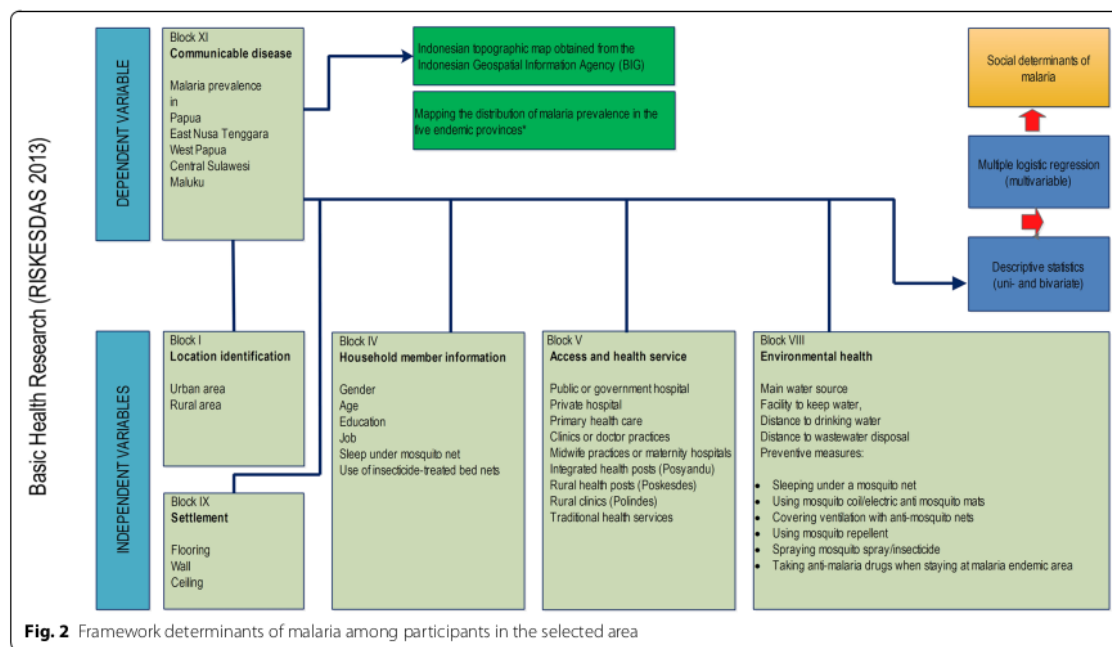 Basic Health Research (RISKESDAS 2013)
DEPENDENT VARIABLE
Block XI
Communicable disease
Malaria prevalence
in
Papua
East Nusa Tenggara
West Papua
Central Sulawesi
Maluku
Indonesian topographic map obtained from the
Indonesian Geospatial Information Agency (BIG)
Mapping the distribution of malaria prevalence in the
five endemic provinces*
Social determinants of
malaria
Multiple logistic regression
(multivariable)
Descriptive statistics
(uni- and bivariate)
INDEPENDENT VARIABLES
Block I
Location identification
Urban area
Rural area
Block IX
Settlement
Flooring
Wall
Ceiling
Block IV
Household member information
Gender
Age
Education
Job
Sleep under mosquito net
Use of insecticide-treated bed nets
Block V
Access and health service
Public or government hospital
Private hospital
Primary health care
Clinics or doctor practices
Midwife practices or maternity hospitals
Integrated health posts (Posyandu)
Rural health posts (Poskesdes)
Rural clinics (Polindes)
Traditional health services
Block VIII
Environmental health
Main water source
Facility to keep water,
Distance to drinking water
Distance to wastewater disposal
Preventive measures:
• Sleeping under a mosquito net
• Using mosquito coil/electric anti mosquito mats
• Covering ventilation with anti-mosquito nets
• Using mosquito repellent
• Spraying mosquito spray/insecticide
• Taking anti-malaria drugs when staying at malaria endemic area
Fig. 2 Framework determinants of malaria among participants in the selected area